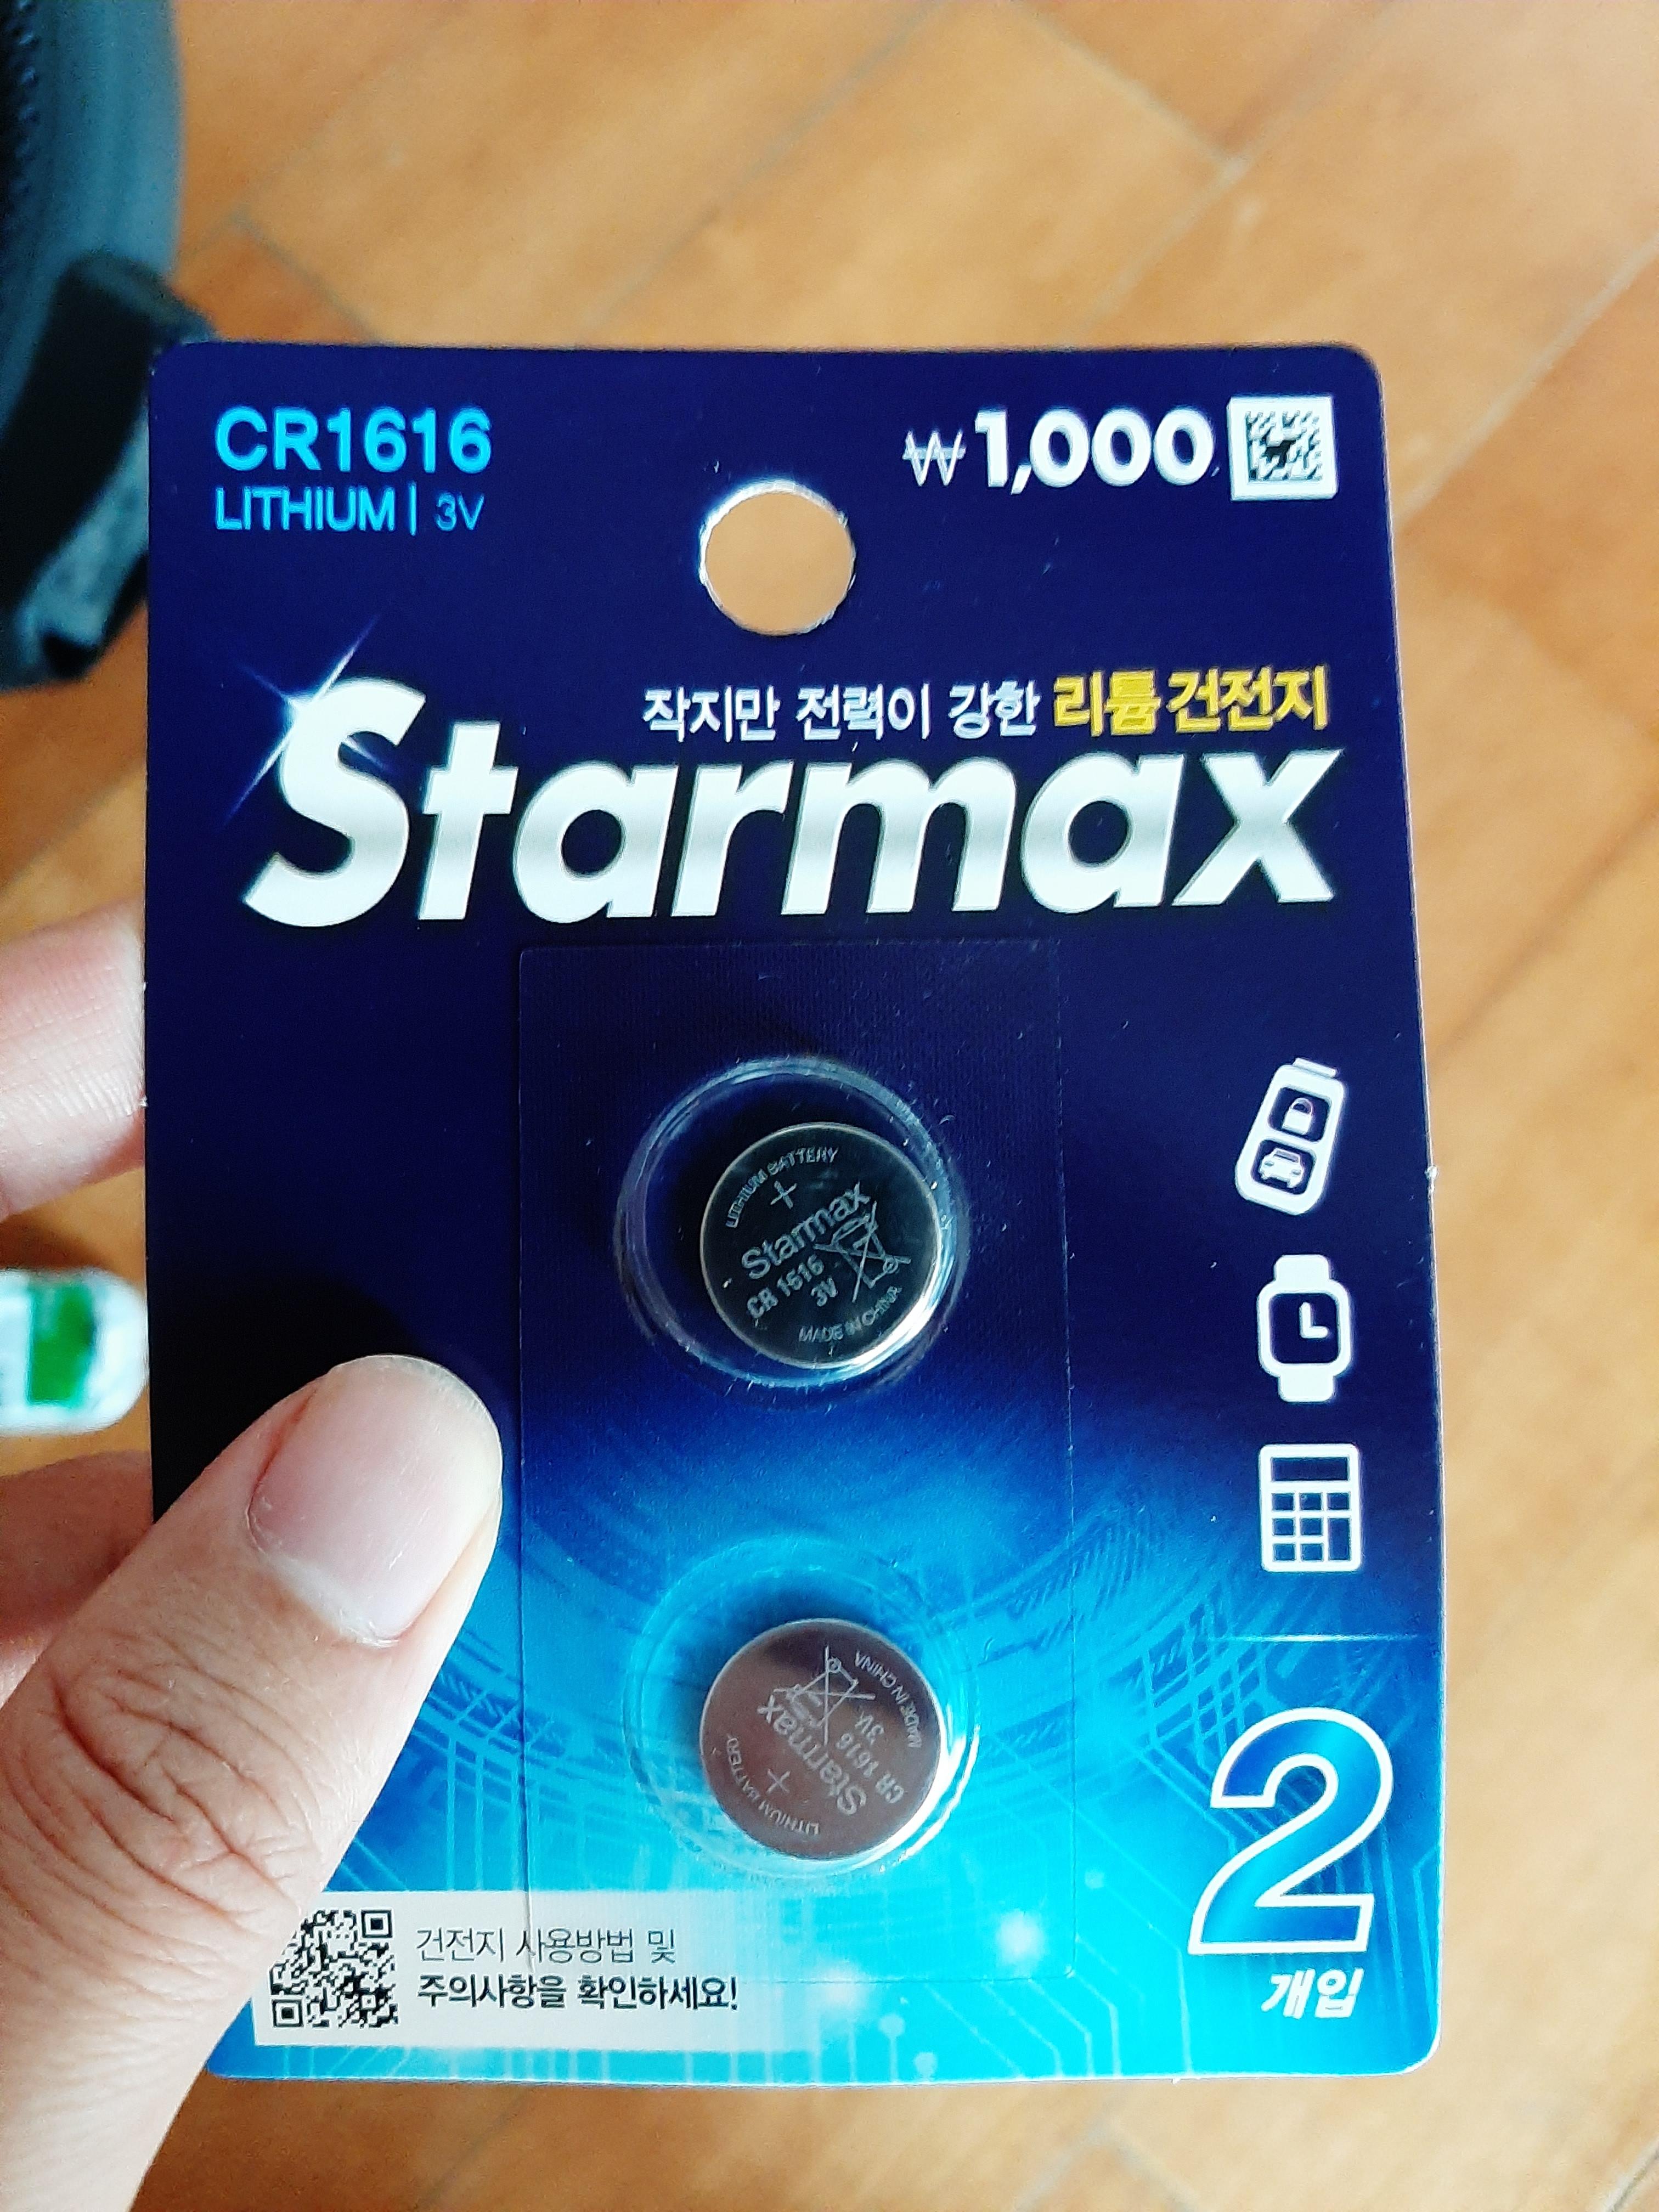 CR1616
LITHIUM | 3V
₩1,000
작지만 전력이 강한 리튬건전지
Starmax
LITHIUM BATTERY
+
Starmax
CR 1616
3V
MADE IN CHINA
MADE IN CHINA
3V
CR 1616
Starmax
+
LITHIUM BATTERY
2
개입
건전지 사용방법 및
주의사항을 확인하세요!